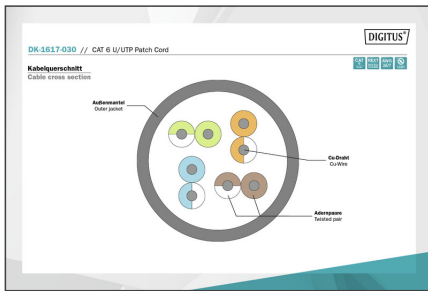 DIGITUS®
DK-1617-030 // CAT 6 U/UTP Patch Cord
Kabelquerschnitt
Cable cross section
Außenmantel
Outer jacket
Cu-Draht
Cu-Wire
Adernpaare
Twisted pair